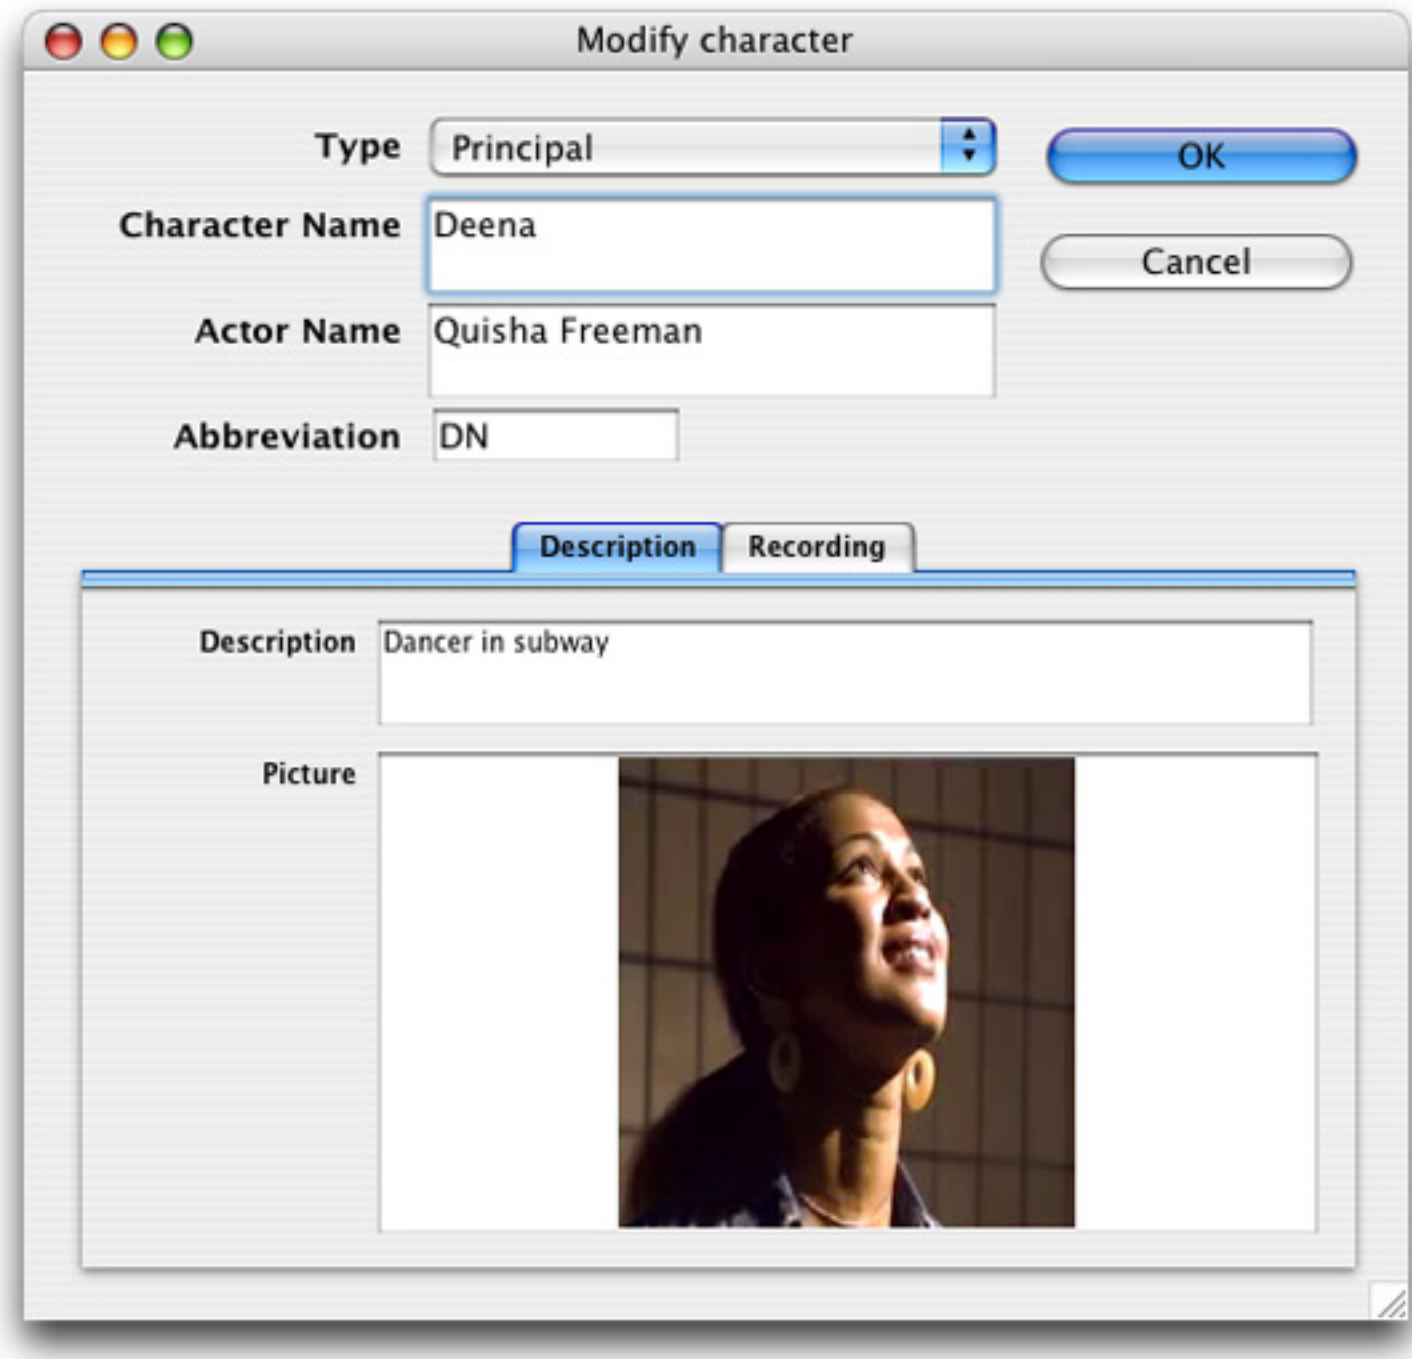 Modify character
Type Principal OK
Character Name Deena
Cancel
Actor Name Quisha Freeman
Abbreviation DN
Description Recording
Description Dancer in subway
Picture